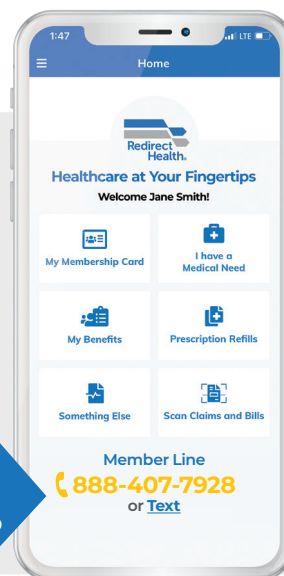 1:47
LTE
Home
Redirect
Health®
Healthcare at Your Fingertips
Welcome Jane Smith!
My Membership Card
I have a
Medical Need
My Benefits
Prescription Refills
Something Else
Scan Claims and Bills
Member Line
888-407-7928
or Text